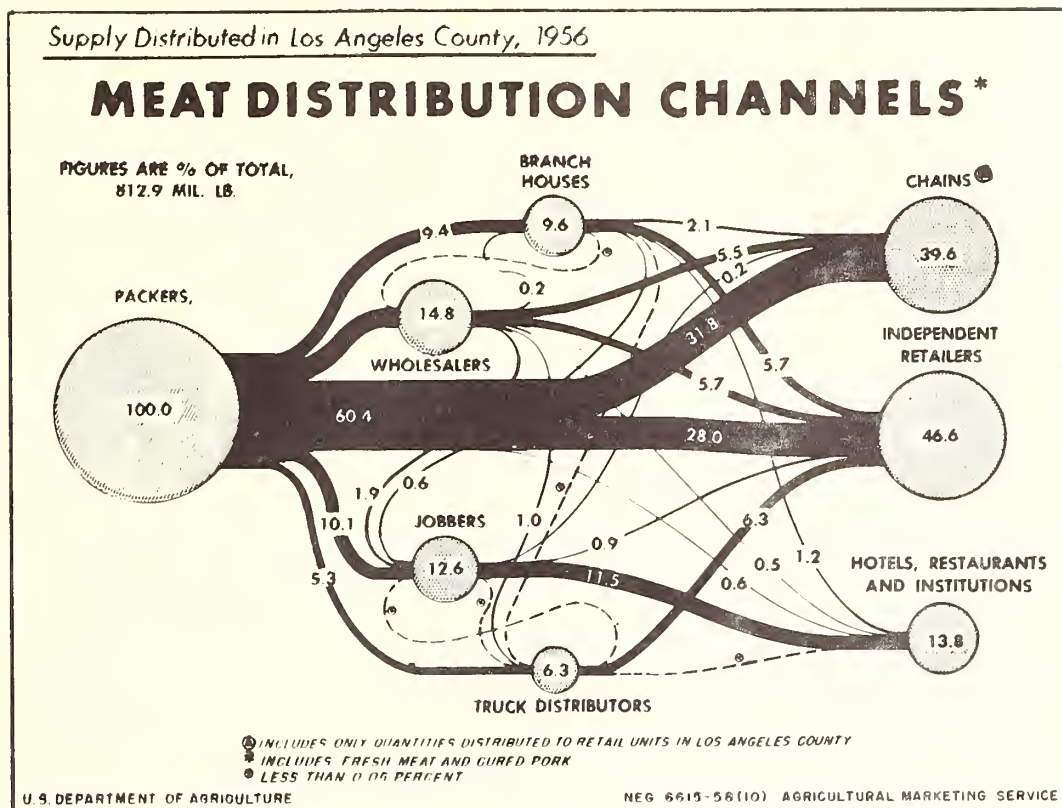 Supply Distributed in Los Angeles County, 1956
MEAT DISTRIBUTION CHANNELS*
FIGURES ARE % OF TOTAL,
812.9 MIL. LB.
BRANCH
HOUSES
CHAINS
9.4
9.6
2.1
5.5
0.2
39.6
PACKERS,
0.2
14.8
WHOLESALERS
31.8
INDEPENDENT
RETAILERS
5.7
5.7
100.0
60.4
28.0
46.6
1.9
0.6
10.1
JOBBERS
1.0
6.3
5.3
12.6
0.9
11.5
0.5
0.6
1.2
HOTELS, RESTAURANTS
AND INSTITUTIONS
13.8
6.3
TRUCK DISTRIBUTORS
INCLUDES ONLY QUANTITIES DISTRIBUTED TO RETAIL UNITS IN LOS ANGELES COUNTY
* INCLUDES FRESH MEAT AND CURED PORK
LESS THAN 0.05 PERCENT
U.S. DEPARTMENT OF AGRICULTURE
NEG 6615-58(10) AGRICULTURAL MARKETING SERVICE